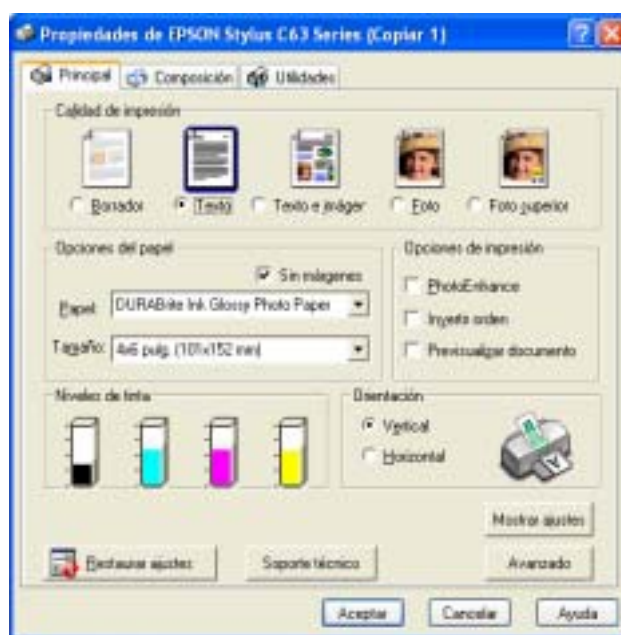 Propiedades de EPSON Stylus C63 Series (Copiar 1)
Principal Composición Utilidades
Calidad de impresión
Borrador Texto Texto e imágen Foto Foto superior
Opciones del papel
Sin márgenes
Papel: DURABrite Ink Glossy Photo Paper
Tamaño: 4x6 pulg. (101x152 mm)
Opciones de impresión
PhotoEnhance
Invertir orden
Previsualizar documento
Niveles de tinta
Orientación
Vertical
Horizontal
Mostrar ajustes
Restaurar ajustes Soporte técnico Avanzado
Aceptar Cancelar Ayuda